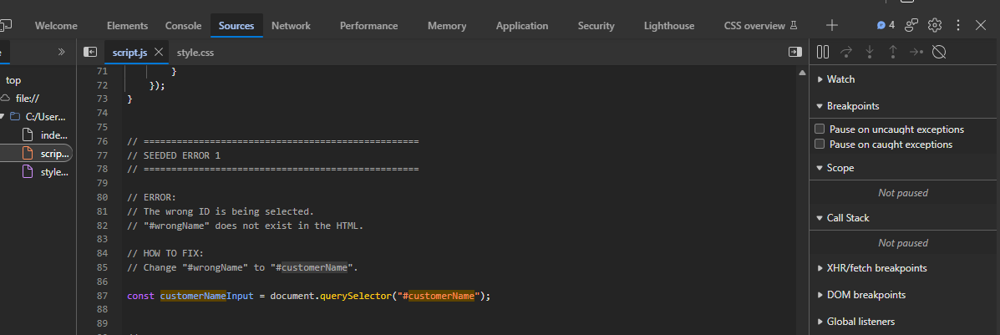 Welcome Elements Console Sources Network Performance Memory Application Security Lighthouse CSS overview 4
e script.js style.css
top
file://
C:/User...
inde...
scrip...
style...
71 }
72 });
73 }
74
75
76 // ==================================================
77 // SEEDED ERROR 1
78 // ==================================================
79
80 // ERROR:
81 // The wrong ID is being selected.
82 // "#wrongName" does not exist in the HTML.
83
84 // HOW TO FIX:
85 // Change "#wrongName" to "#customerName".
86
87 const customerNameInput = document.querySelector("#customerName");
88
89
Watch
Breakpoints
Pause on uncaught exceptions
Pause on caught exceptions
Scope
Not paused
Call Stack
Not paused
XHR/fetch breakpoints
DOM breakpoints
Global listeners